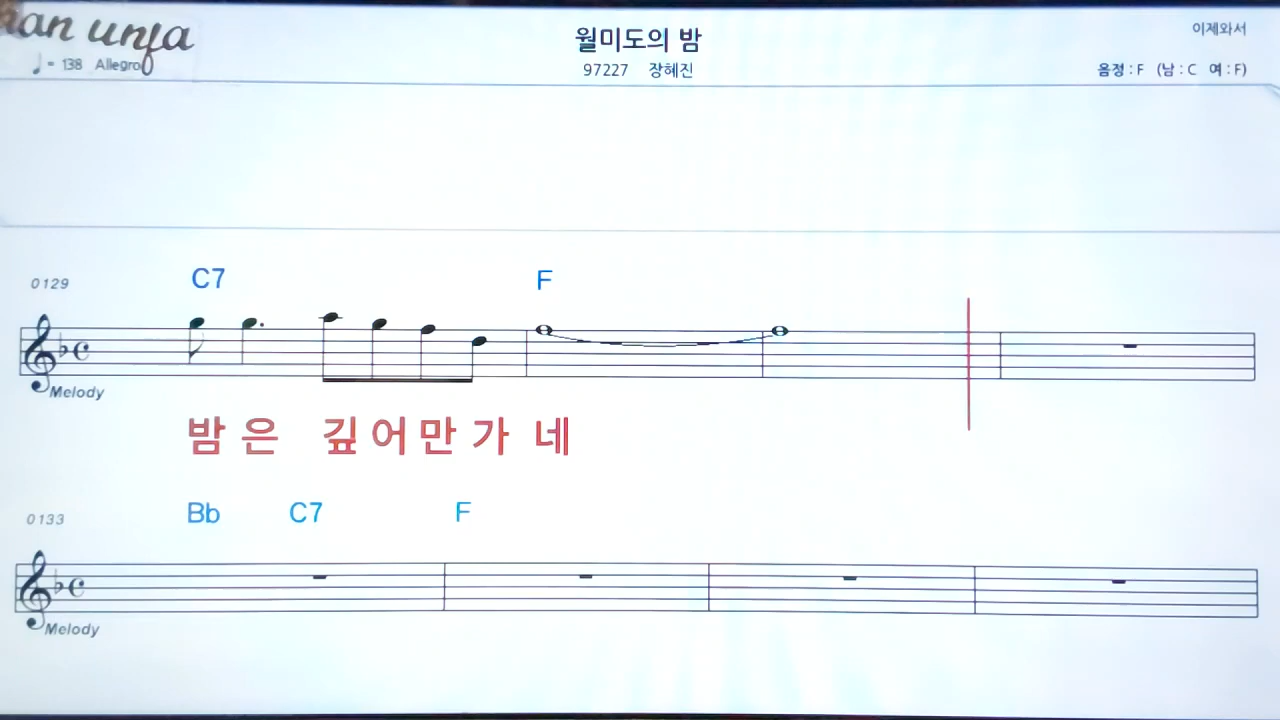 an unfa
♩= 138 Allegro
월미도의 밤
97227 장혜진
이제와서
음정 : F (남 : C 여 : F)
0129
C7 F
Melody
밤 은 깊 어 만 가 네
0133
Bb C7 F
Melody